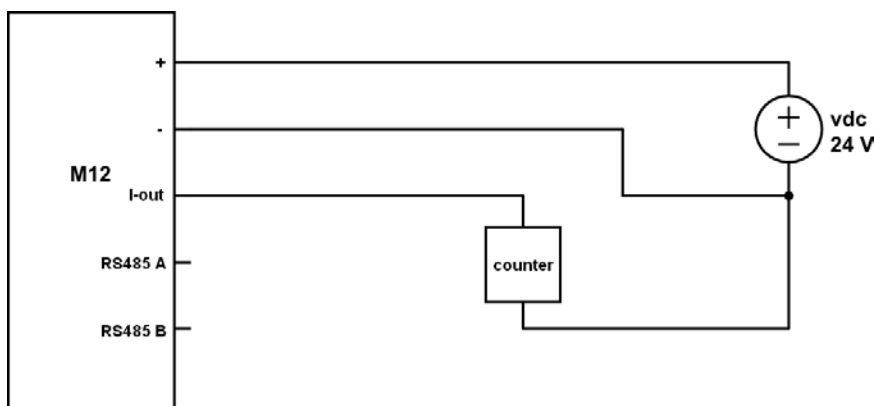 +
-
M12
I-out
RS485 A
RS485 B
counter
+
−
vdc
24 V